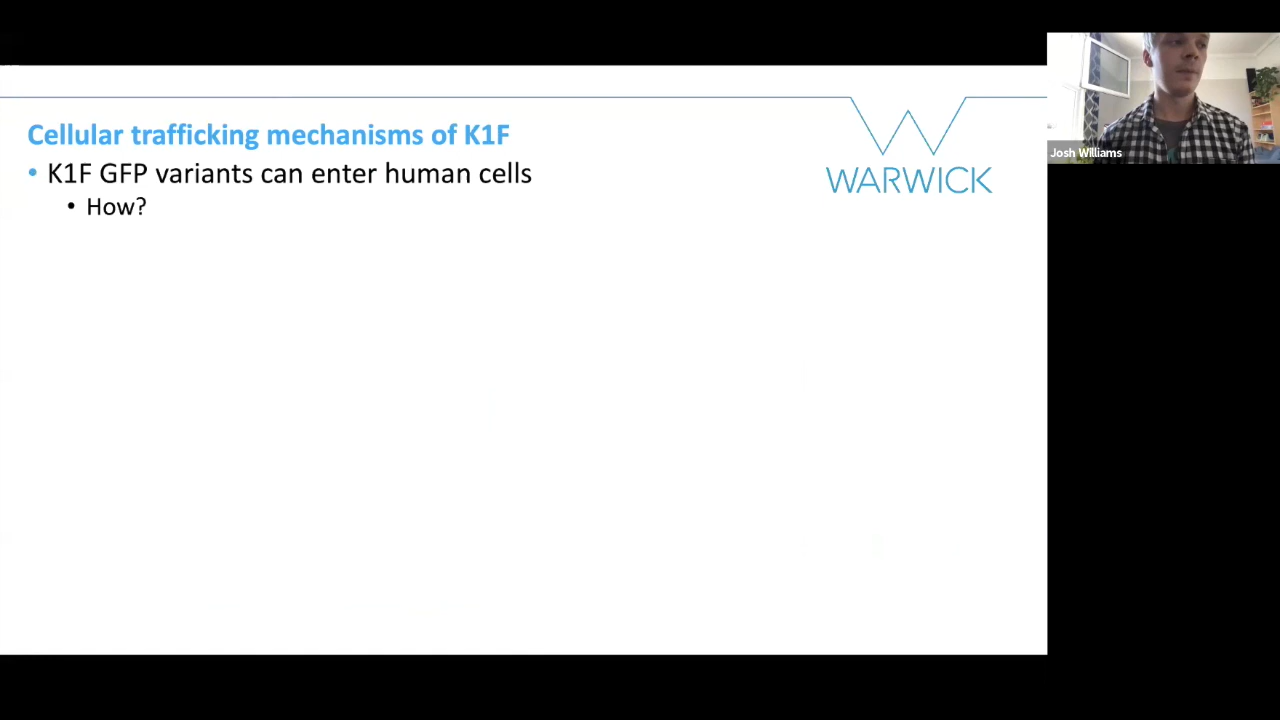 Cellular trafficking mechanisms of K1F
• K1F GFP variants can enter human cells
• How?
WARWICK
Josh Williams